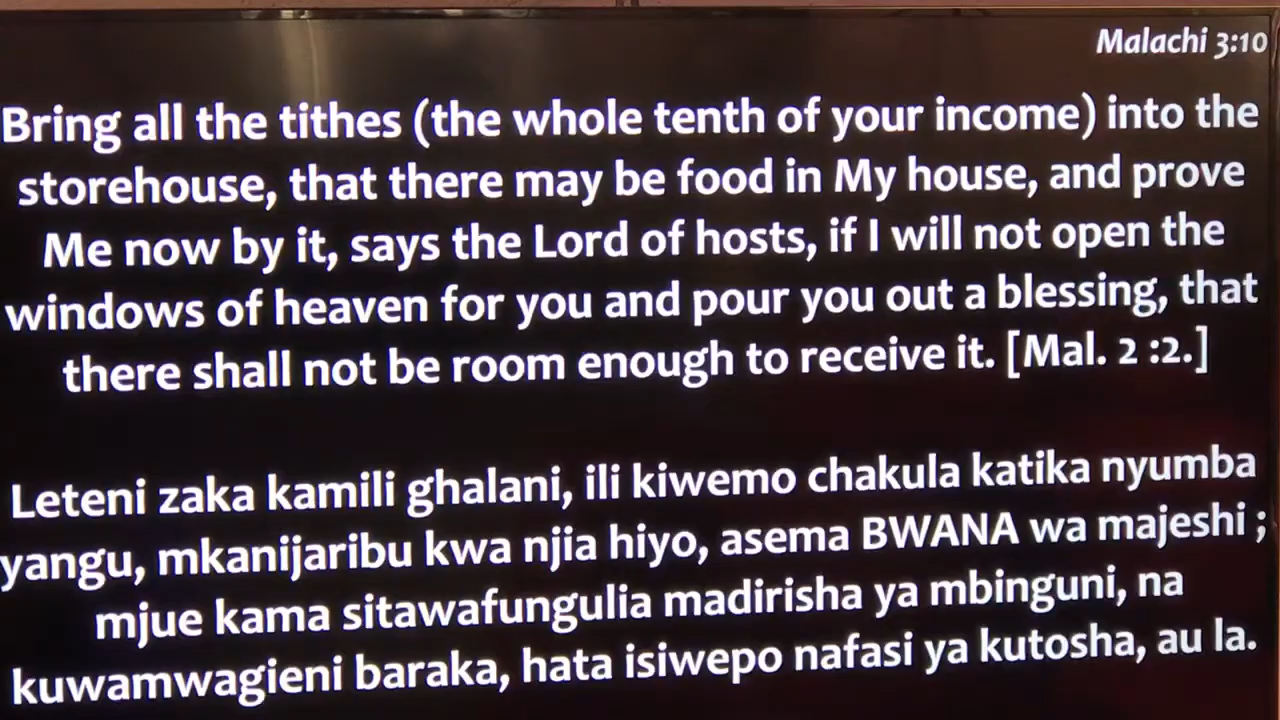 Malachi 3:10
Bring all the tithes (the whole tenth of your income) into the
storehouse, that there may be food in My house, and prove
Me now by it, says the Lord of hosts, if I will not open the
windows of heaven for you and pour you out a blessing, that
there shall not be room enough to receive it. [Mal. 2 :2.]
Leteni zaka kamili ghalani, ili kiwemo chakula katika nyumba
yangu, mkanijaribu kwa njia hiyo, asema BWANA wa majeshi ;
mjue kama sitawafungulia madirisha ya mbinguni, na
kuwamwagieni baraka, hata isiwepo nafasi ya kutosha, au la.